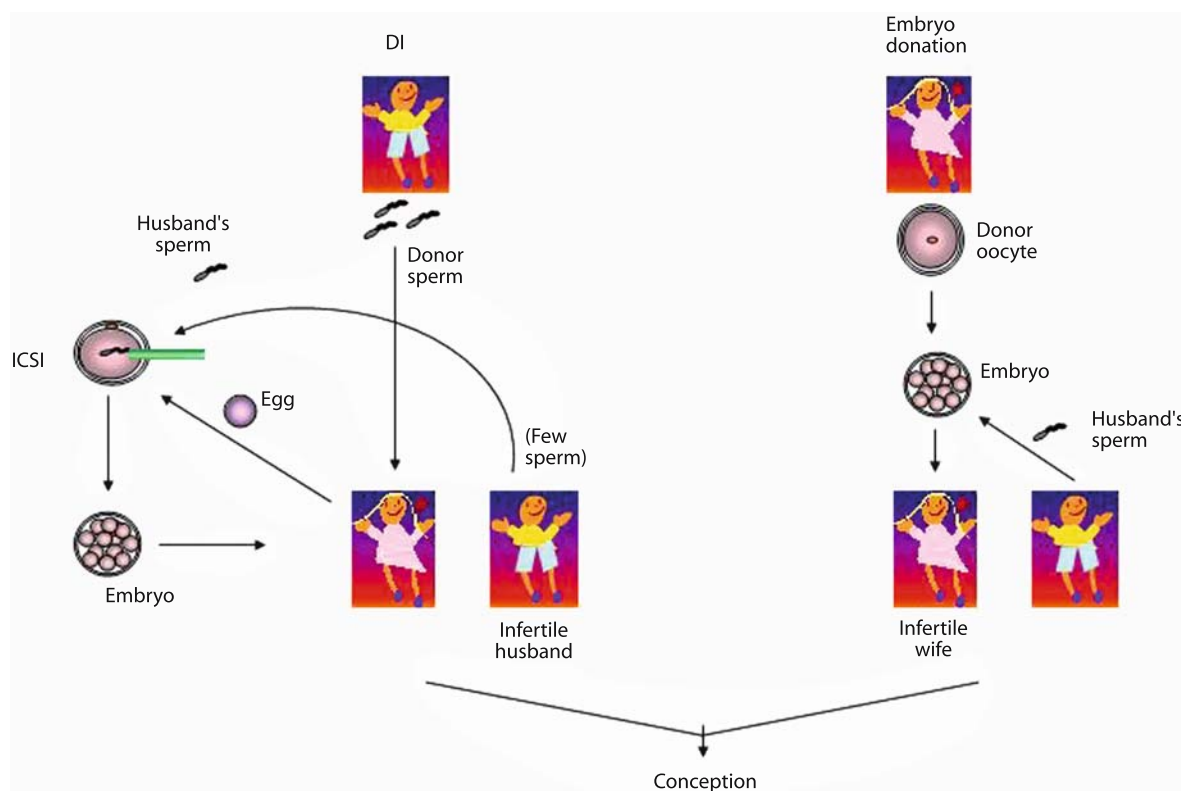 DI
Embryo
donation
Husband's
sperm
Donor
sperm
Donor
oocyte
ICSI
Egg
Embryo
(Few
sperm)
Husband's
sperm
Embryo
Infertile
husband
Infertile
wife
Conception